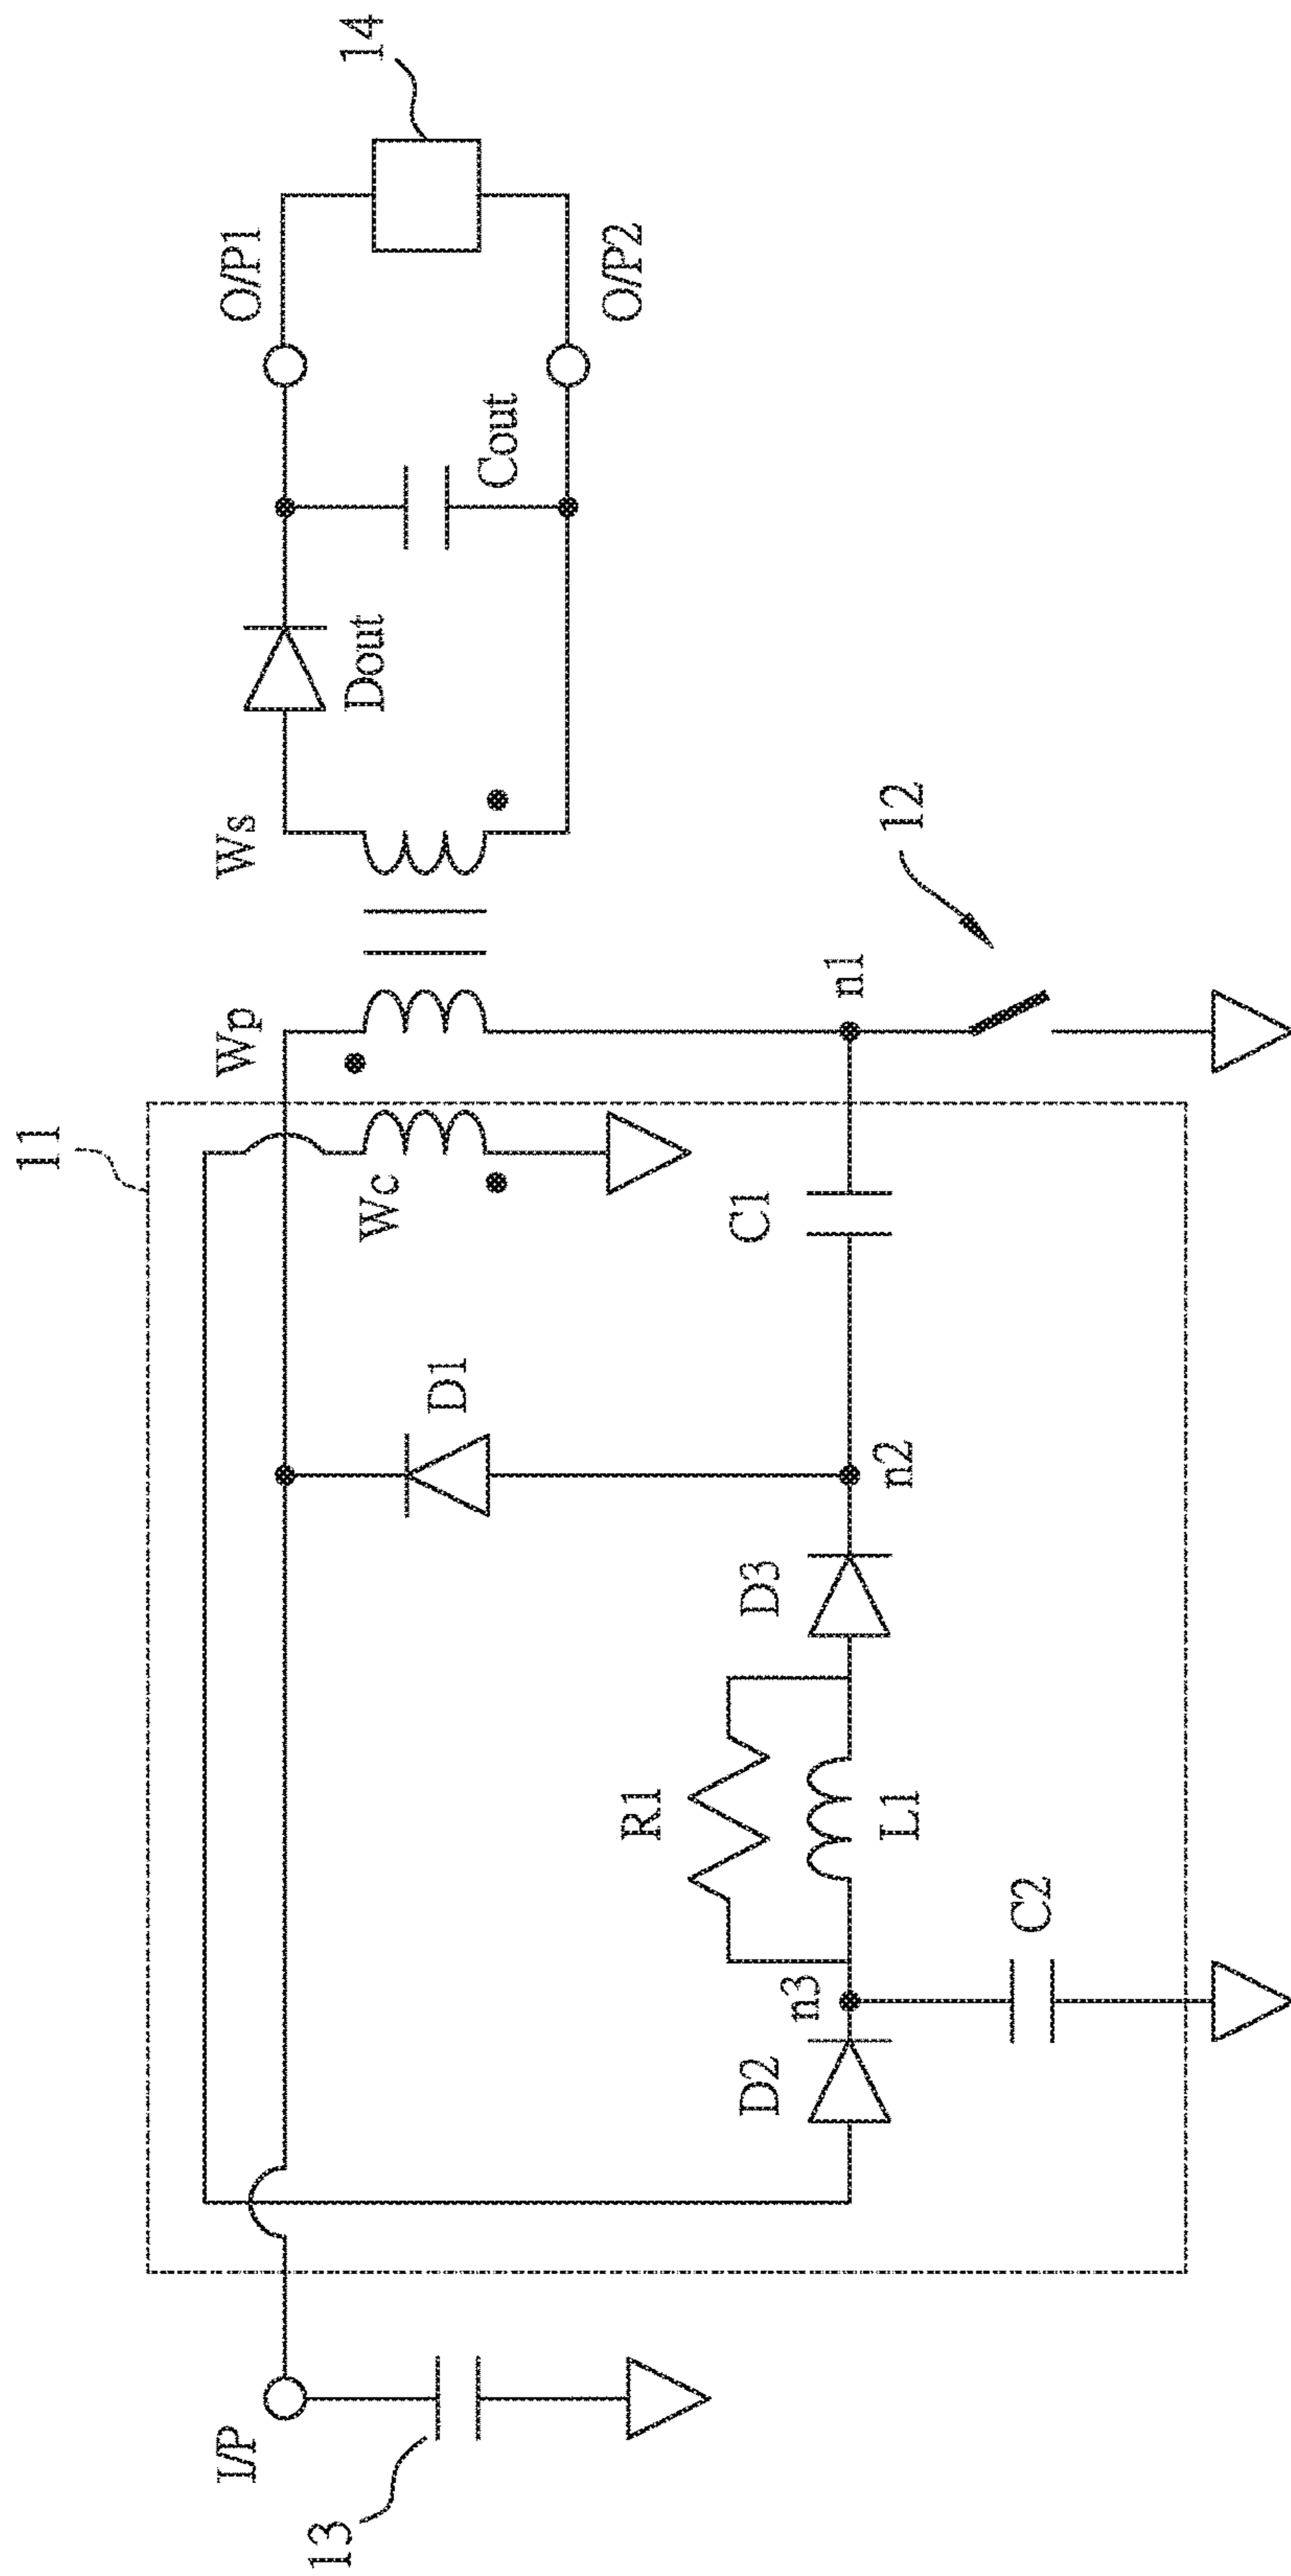 11
Wp
Ws
Dout
Cout
O/P1
O/P2
14
Wc
D1
C1
n1
12
I/P
13
R1
L1
D3
n2
D2
n3
C2